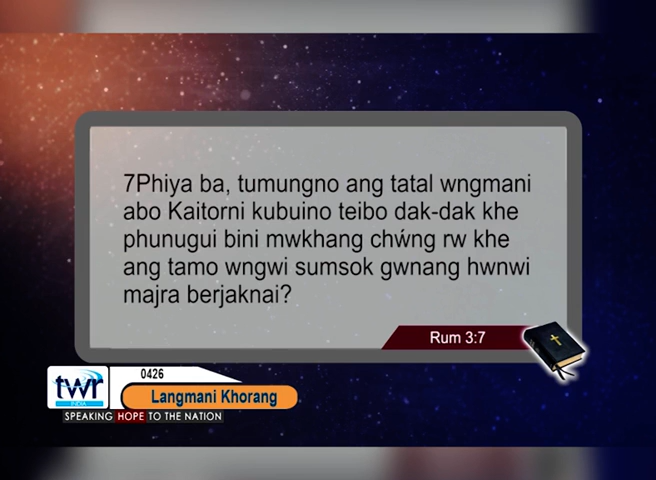 7Phiya ba, tumungno ang tatal wngmani
abo Kaitorni kubuino teibo dak-dak khe
phunugui bini mwkhang chẃng rw khe
ang tamo wngwi sumsok gwnang hwnwi
majra berjaknai?
Rum 3:7
0426
twr
INDIA
Langmani Khorang
SPEAKING HOPE TO THE NATION